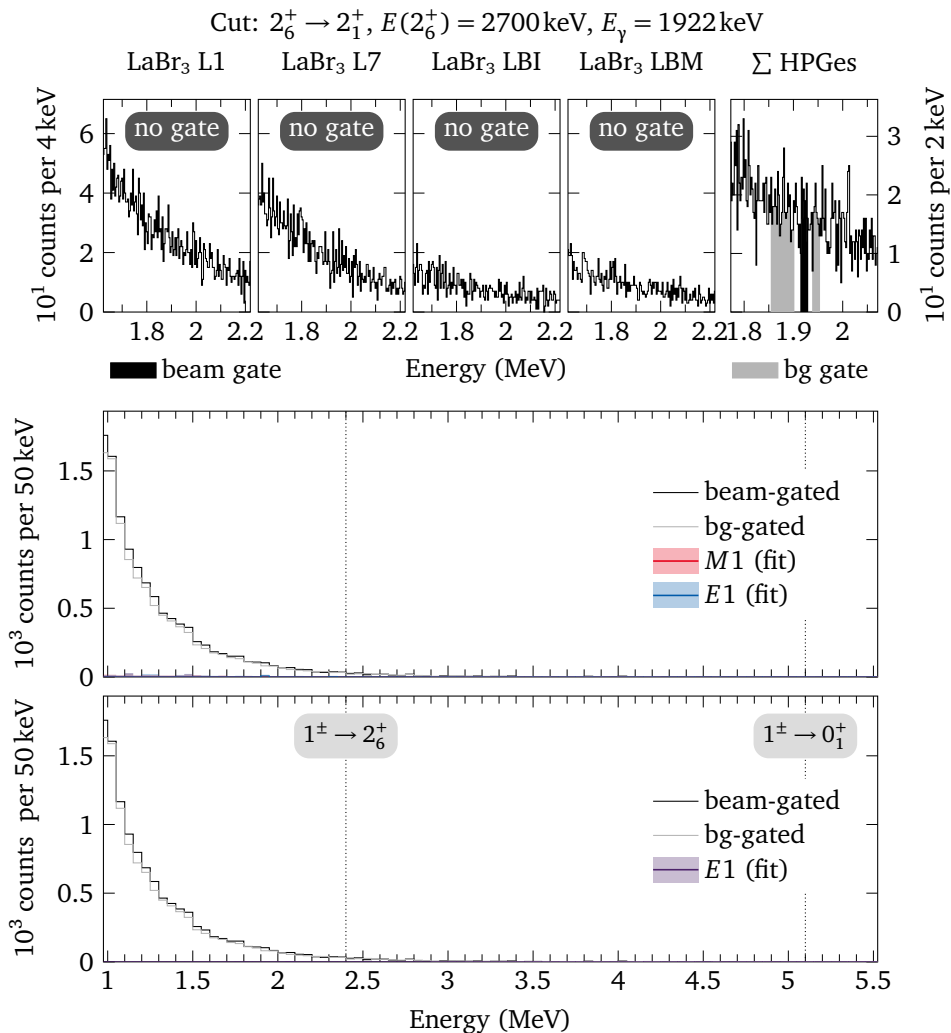 Cut: 2₆⁺ → 2₁⁺, E(2₆⁺) = 2700 keV, Eγ = 1922 keV
LaBr₃ L1 LaBr₃ L7 LaBr₃ LBI LaBr₃ LBM ∑ HPGes
no gate no gate no gate no gate
10¹ counts per 4 keV
0 2 4 6
0 1 2 3
10¹ counts per 2 keV
1.8 2 2.2 1.8 2 2.2 1.8 2 2.2 1.8 2 2.2 1.8 1.9 2
Energy (MeV)
beam gate
bg gate
10³ counts per 50 keV
0 0.5 1 1.5
beam-gated
bg-gated
M1 (fit)
E1 (fit)
10³ counts per 50 keV
0 0.5 1 1.5
1± → 2₆⁺ 1± → 0₁⁺
beam-gated
bg-gated
E1 (fit)
1 1.5 2 2.5 3 3.5 4 4.5 5 5.5
Energy (MeV)